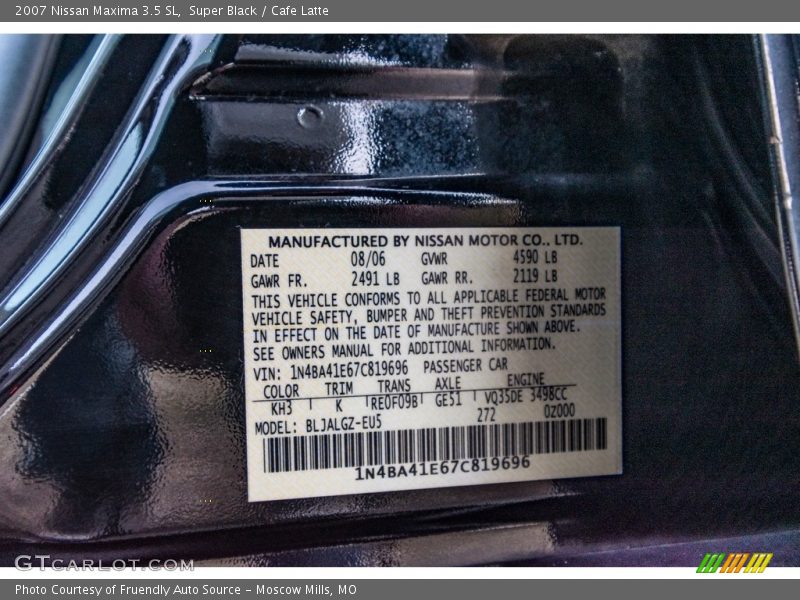 2007 Nissan Maxima 3.5 SL, Super Black / Cafe Latte
MANUFACTURED BY NISSAN MOTOR CO., LTD.
DATE 08/06 GVWR 4590 LB
GAWR FR. 2491 LB GAWR RR. 2119 LB
THIS VEHICLE CONFORMS TO ALL APPLICABLE FEDERAL MOTOR
VEHICLE SAFETY, BUMPER AND THEFT PREVENTION STANDARDS
IN EFFECT ON THE DATE OF MANUFACTURE SHOWN ABOVE.
SEE OWNERS MANUAL FOR ADDITIONAL INFORMATION.
VIN: 1N4BA41E67C819696 PASSENGER CAR
COLOR TRIM TRANS AXLE ENGINE
KH3 K RE0F09B GE51 VQ35DE 3498CC
MODEL: BLJALGZ-EU5 272 0Z000
1N4BA41E67C819696
GTCARLOT.COM
Photo Courtesy of Fruendly Auto Source - Moscow Mills, MO